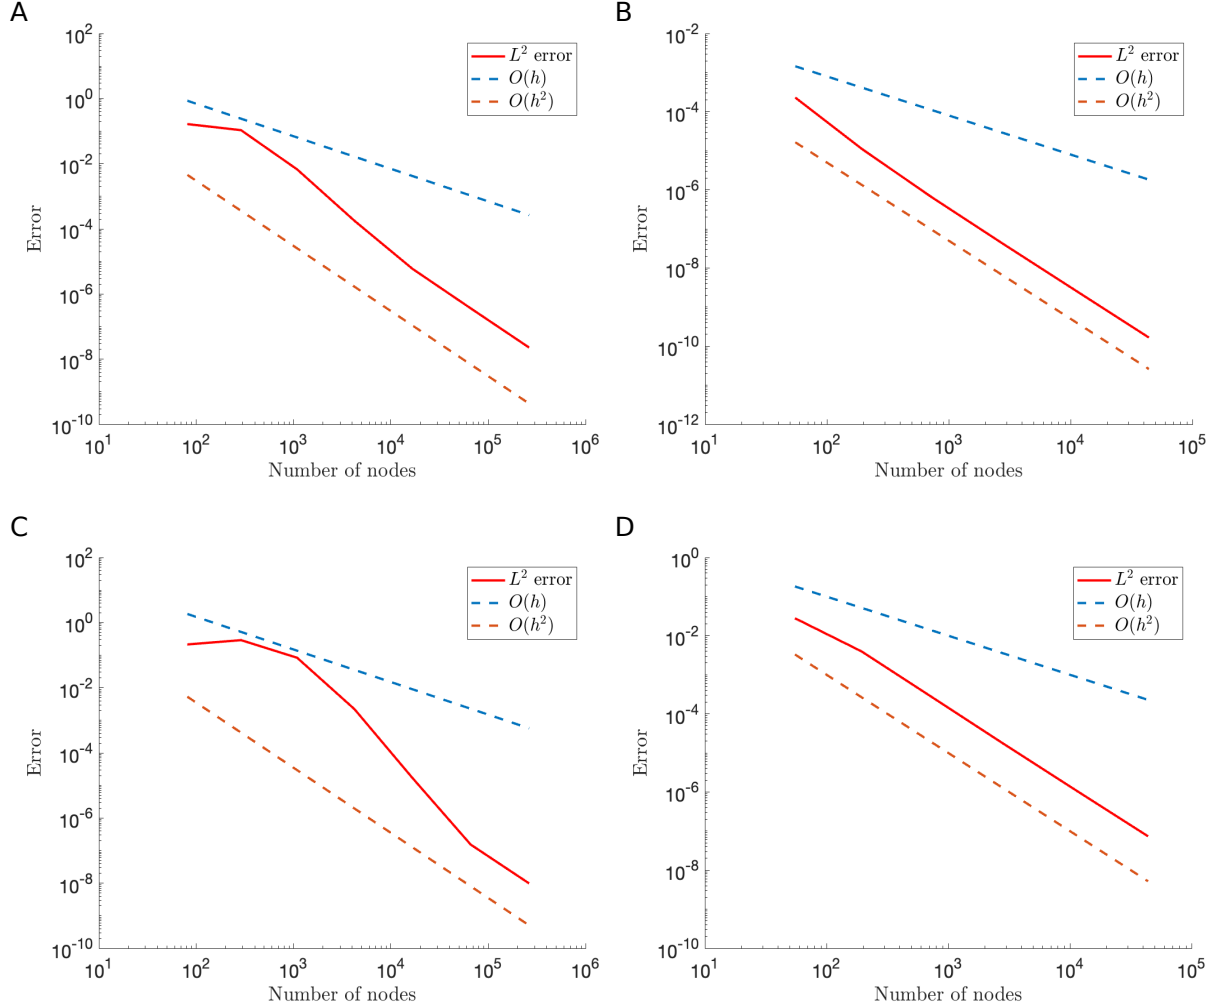 A
10^2
10^0
10^-2
10^-4
10^-6
10^-8
10^-10
Error
10^1 10^2 10^3 10^4 10^5 10^6
Number of nodes
L^2 error
O(h)
O(h^2)
B
10^-2
10^-4
10^-6
10^-8
10^-10
10^-12
Error
10^1 10^2 10^3 10^4 10^5
Number of nodes
L^2 error
O(h)
O(h^2)
C
10^2
10^0
10^-2
10^-4
10^-6
10^-8
10^-10
Error
10^1 10^2 10^3 10^4 10^5 10^6
Number of nodes
L^2 error
O(h)
O(h^2)
D
10^0
10^-2
10^-4
10^-6
10^-8
10^-10
Error
10^1 10^2 10^3 10^4 10^5
Number of nodes
L^2 error
O(h)
O(h^2)